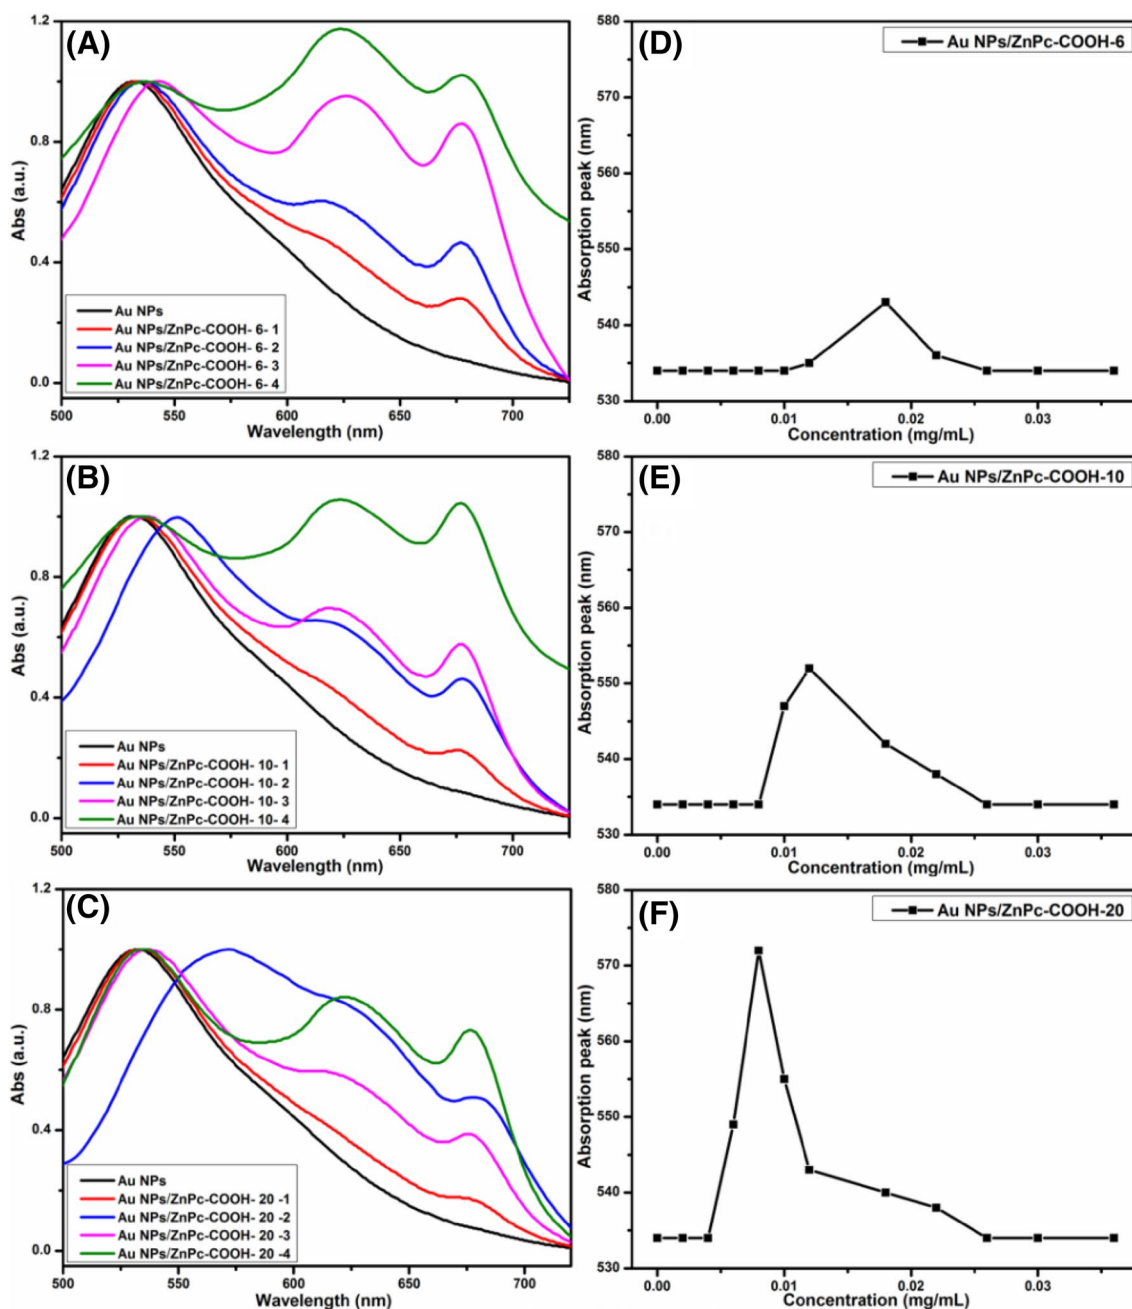 (A)
1.2
0.8
0.4
0.0
Abs (a.u.)
Au NPs
Au NPs/ZnPc-COOH- 6- 1
Au NPs/ZnPc-COOH- 6- 2
Au NPs/ZnPc-COOH- 6- 3
Au NPs/ZnPc-COOH- 6- 4
500 550 600 650 700
Wavelength (nm)
(D)
Au NPs/ZnPc-COOH-6
580
570
560
550
540
530
Absorption peak (nm)
0.00 0.01 0.02 0.03
Concentration (mg/mL)
(B)
1.2
0.8
0.4
0.0
Abs (a.u.)
Au NPs
Au NPs/ZnPc-COOH- 10- 1
Au NPs/ZnPc-COOH- 10- 2
Au NPs/ZnPc-COOH- 10- 3
Au NPs/ZnPc-COOH- 10- 4
500 550 600 650 700
Wavelength (nm)
(E)
Au NPs/ZnPc-COOH-10
580
570
560
550
540
530
Absorption peak (nm)
0.00 0.01 0.02 0.03
Concentration (mg/mL)
(C)
1.2
0.8
0.4
0.0
Abs (a.u.)
Au NPs
Au NPs/ZnPc-COOH- 20 -1
Au NPs/ZnPc-COOH- 20 -2
Au NPs/ZnPc-COOH- 20 -3
Au NPs/ZnPc-COOH- 20 -4
500 550 600 650 700
Wavelength (nm)
(F)
Au NPs/ZnPc-COOH-20
580
570
560
550
540
530
Absorption peak (nm)
0.00 0.01 0.02 0.03
Concentration (mg/mL)